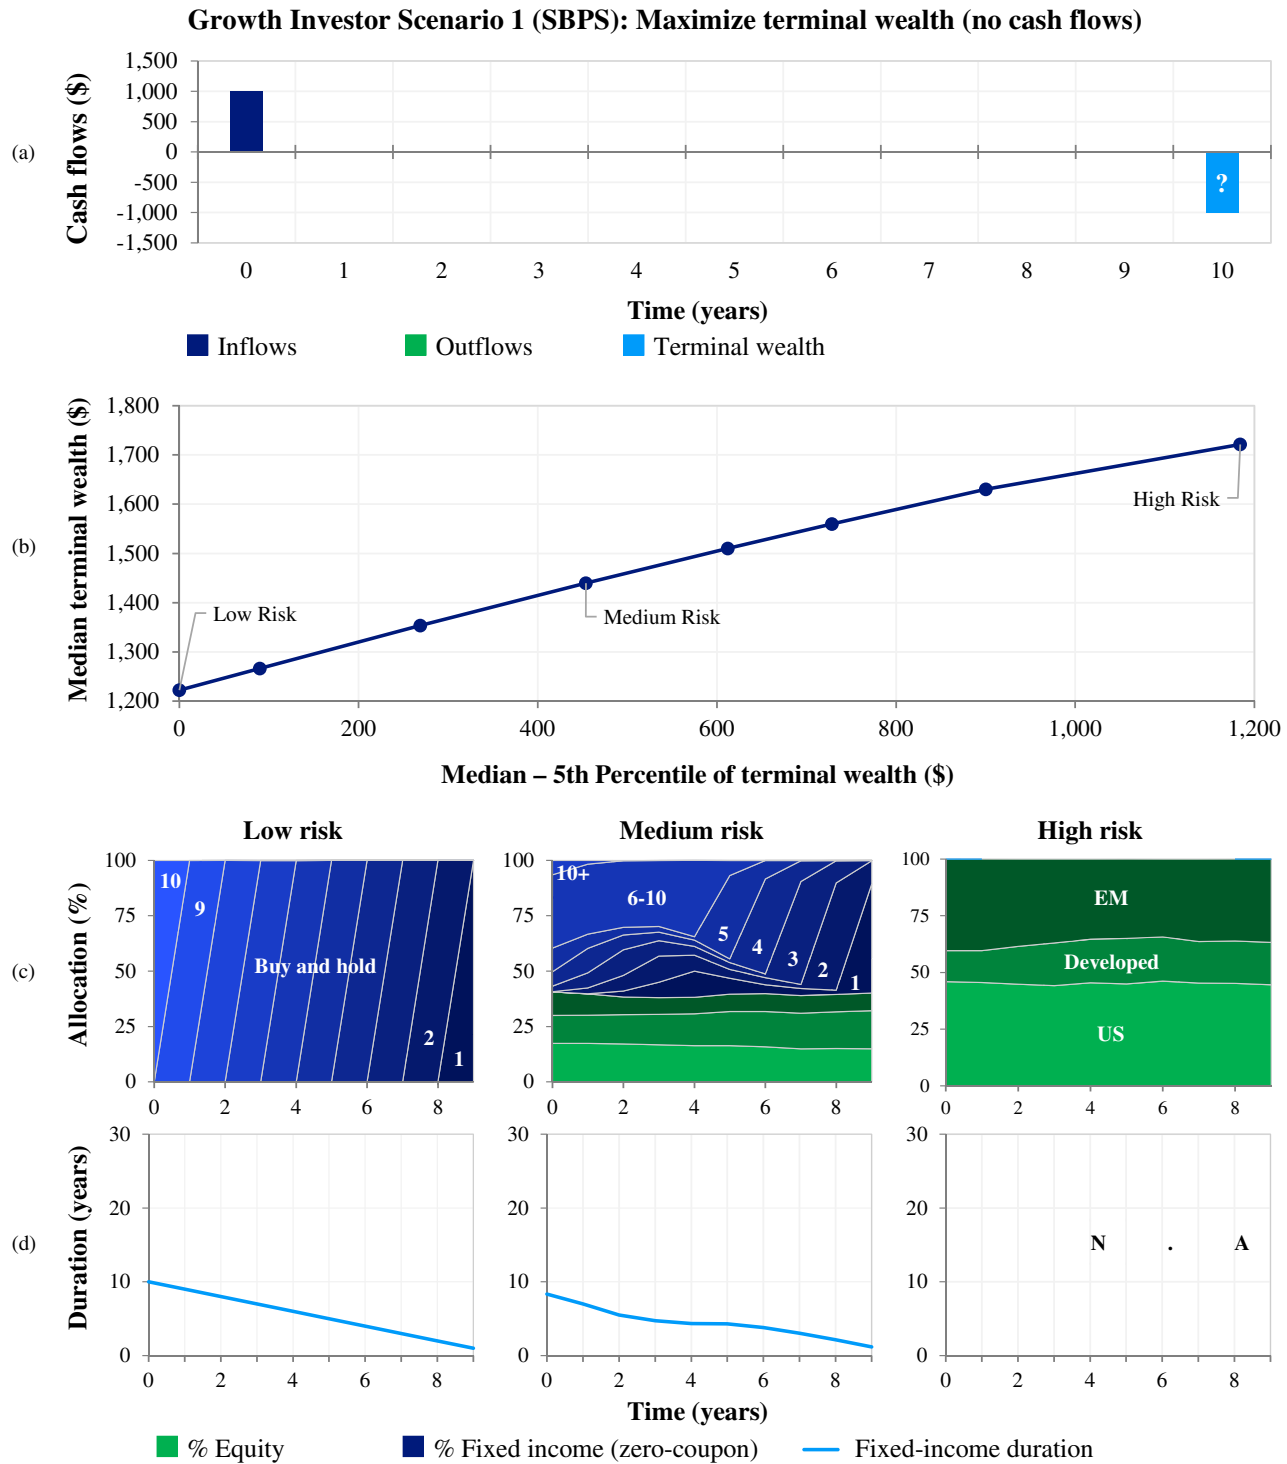 Growth Investor Scenario 1 (SBPS): Maximize terminal wealth (no cash flows)
(a)
Cash flows ($)
1,500
1,000
500
0
-500
-1,000
-1,500
?
0 1 2 3 4 5 6 7 8 9 10
Time (years)
Inflows Outflows Terminal wealth
(b)
Median terminal wealth ($)
1,800
1,700
1,600
1,500
1,400
1,300
1,200
High Risk
Low Risk
Medium Risk
0 200 400 600 800 1,000 1,200
Median – 5th Percentile of terminal wealth ($)
Low risk Medium risk High risk
(c)
Allocation (%)
100
75
50
25
0
10
9
Buy and hold
2
1
0 2 4 6 8
100
75
50
25
0
10+
6-10
5
4
3
2
1
0 2 4 6 8
100
75
50
25
0
EM
Developed
US
0 2 4 6 8
(d)
Duration (years)
30
20
10
0
0 2 4 6 8
30
20
10
0
0 2 4 6 8
30
20
10
0
N . A
0 2 4 6 8
Time (years)
% Equity % Fixed income (zero-coupon) Fixed-income duration